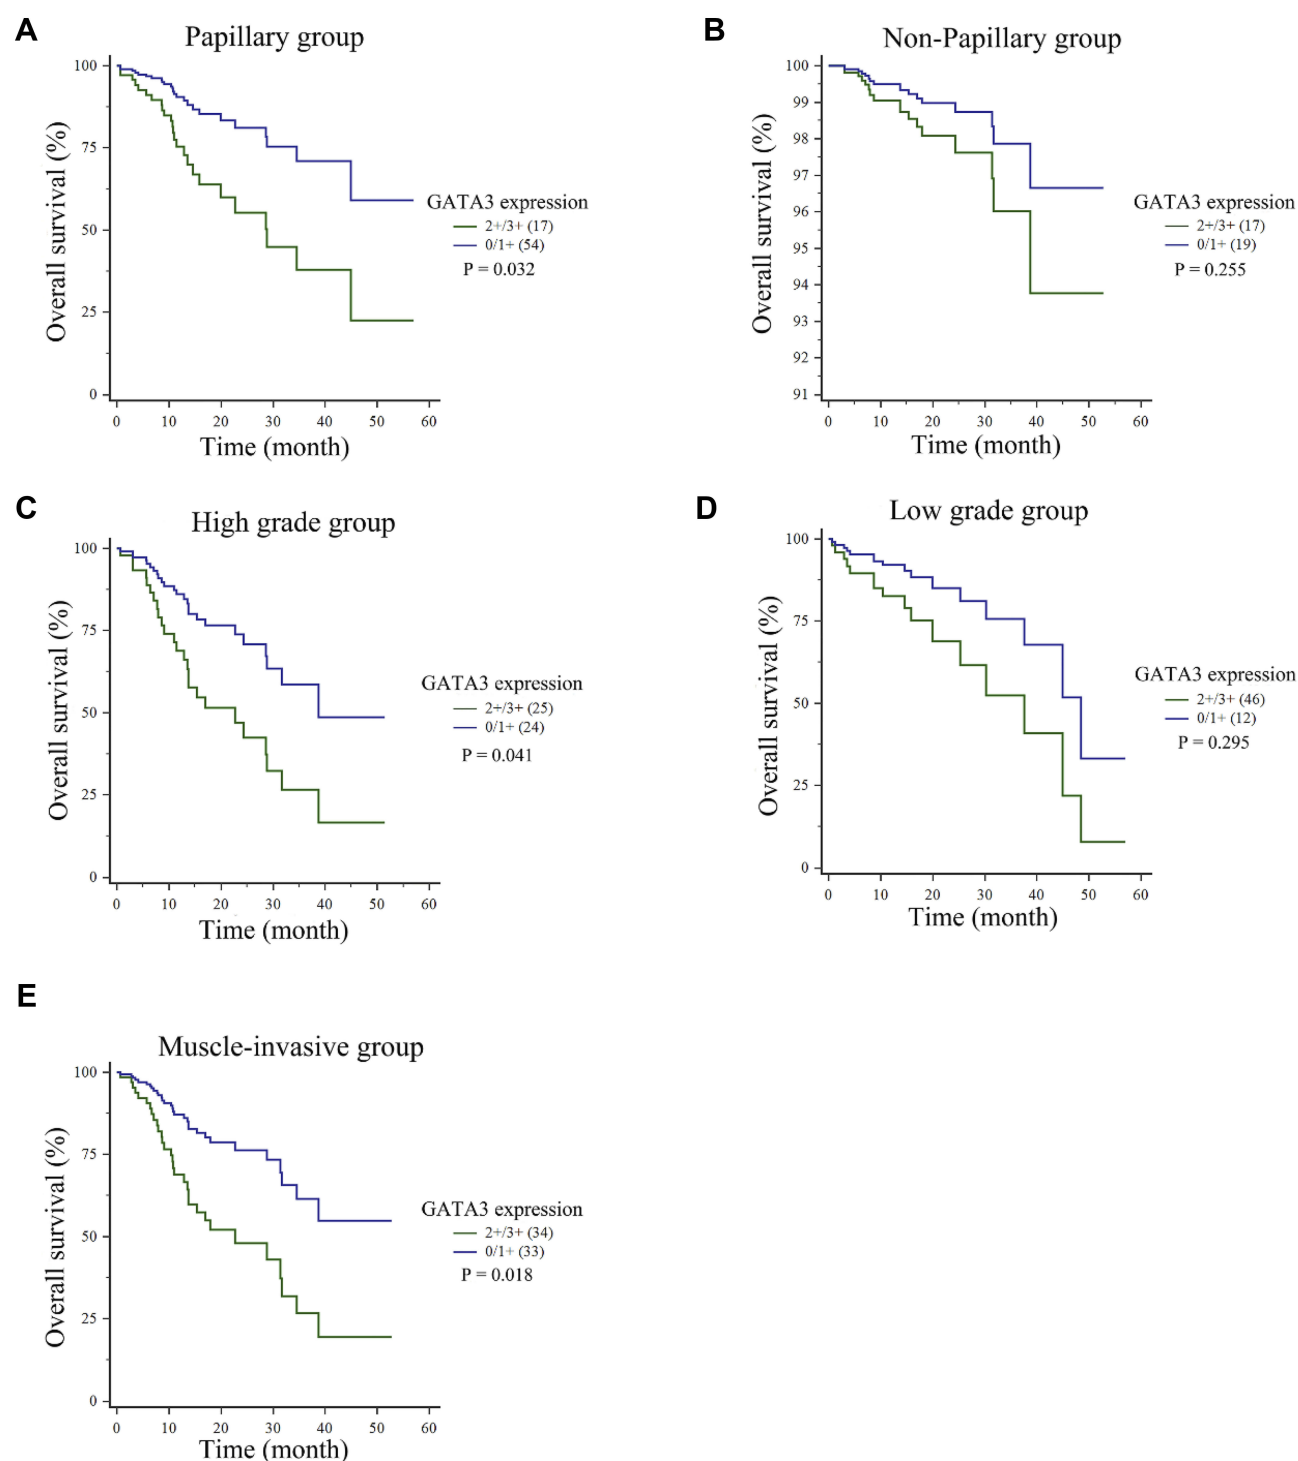 A
Papillary group
100
75
50
25
0
Overall survival (%)
0 10 20 30 40 50 60
Time (month)
GATA3 expression
2+/3+ (17)
0/1+ (54)
P = 0.032
B
Non-Papillary group
100
99
98
97
96
95
94
93
92
91
Overall survival (%)
0 10 20 30 40 50 60
Time (month)
GATA3 expression
2+/3+ (17)
0/1+ (19)
P = 0.255
C
High grade group
100
75
50
25
0
Overall survival (%)
0 10 20 30 40 50 60
Time (month)
GATA3 expression
2+/3+ (25)
0/1+ (24)
P = 0.041
D
Low grade group
100
75
50
25
0
Overall survival (%)
0 10 20 30 40 50 60
Time (month)
GATA3 expression
2+/3+ (46)
0/1+ (12)
P = 0.295
E
Muscle-invasive group
100
75
50
25
0
Overall survival (%)
0 10 20 30 40 50 60
Time (month)
GATA3 expression
2+/3+ (34)
0/1+ (33)
P = 0.018